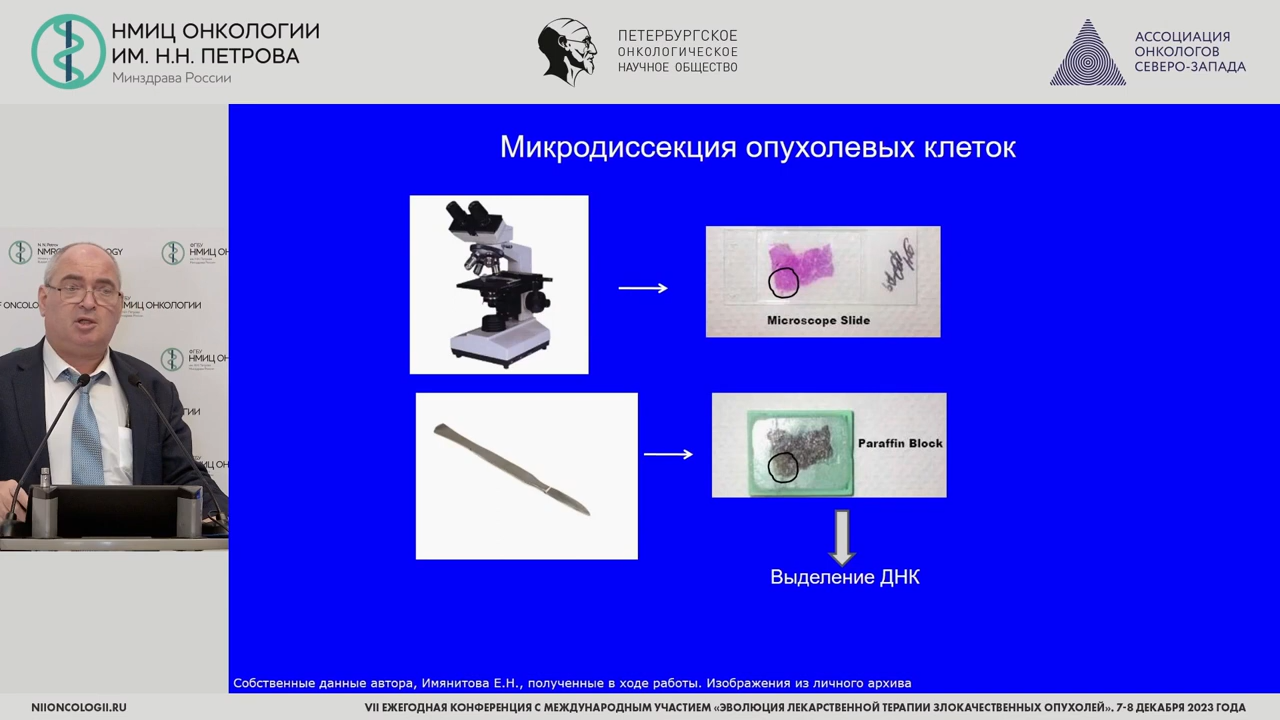 НМИЦ ОНКОЛОГИИ
ИМ. Н.Н. ПЕТРОВА
Минздрава России
ПЕТЕРБУРГСКОЕ
ОНКОЛОГИЧЕСКОЕ
НАУЧНОЕ ОБЩЕСТВО
АССОЦИАЦИЯ
ОНКОЛОГОВ
СЕВЕРО-ЗАПАДА
Микродиссекция опухолевых клеток
Microscope Slide
Paraffin Block
Выделение ДНК
Собственные данные автора, Имянитова Е.Н., полученные в ходе работы. Изображения из личного архива
NIIONCOLOGII.RU
VII ЕЖЕГОДНАЯ КОНФЕРЕНЦИЯ С МЕЖДУНАРОДНЫМ УЧАСТИЕМ «ЭВОЛЮЦИЯ ЛЕКАРСТВЕННОЙ ТЕРАПИИ ЗЛОКАЧЕСТВЕННЫХ ОПУХОЛЕЙ». 7-8 ДЕКАБРЯ 2023 ГОДА